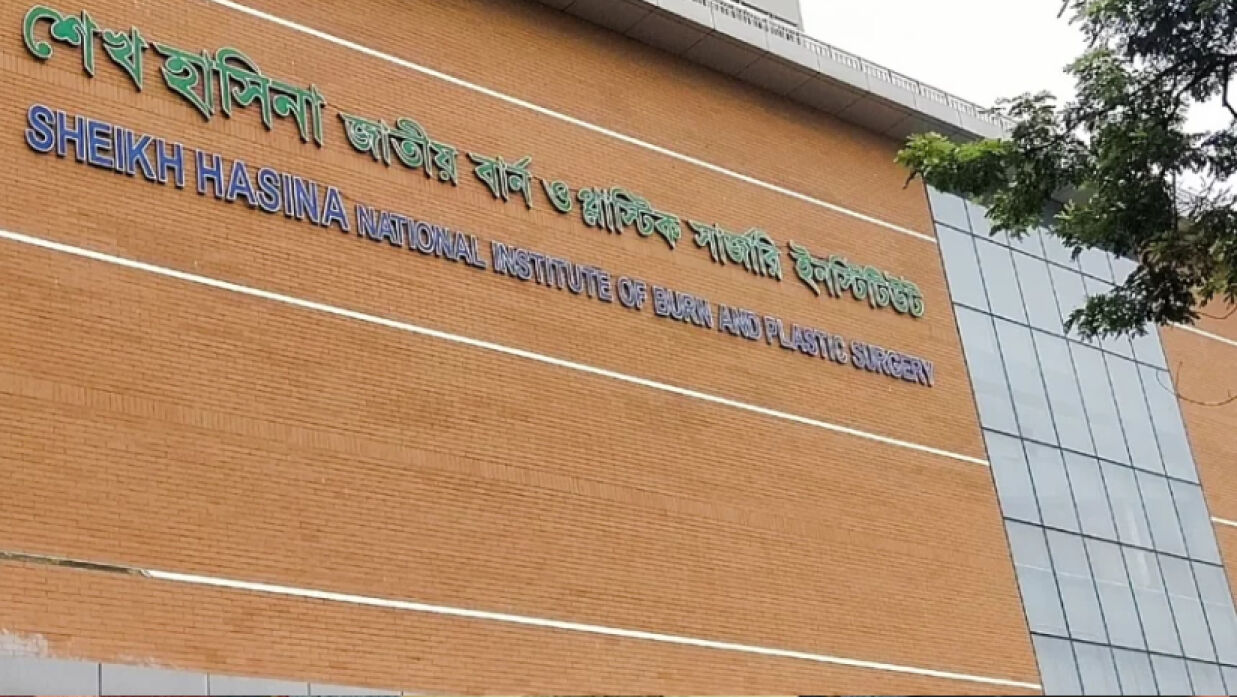 শেখ হাসিনা জাতীয় বার্ন ও প্লাস্টিক সার্জারি ইনস্টিটিউট
SHEIKH HASINA NATIONAL INSTITUTE OF BURN AND PLASTIC SURGERY